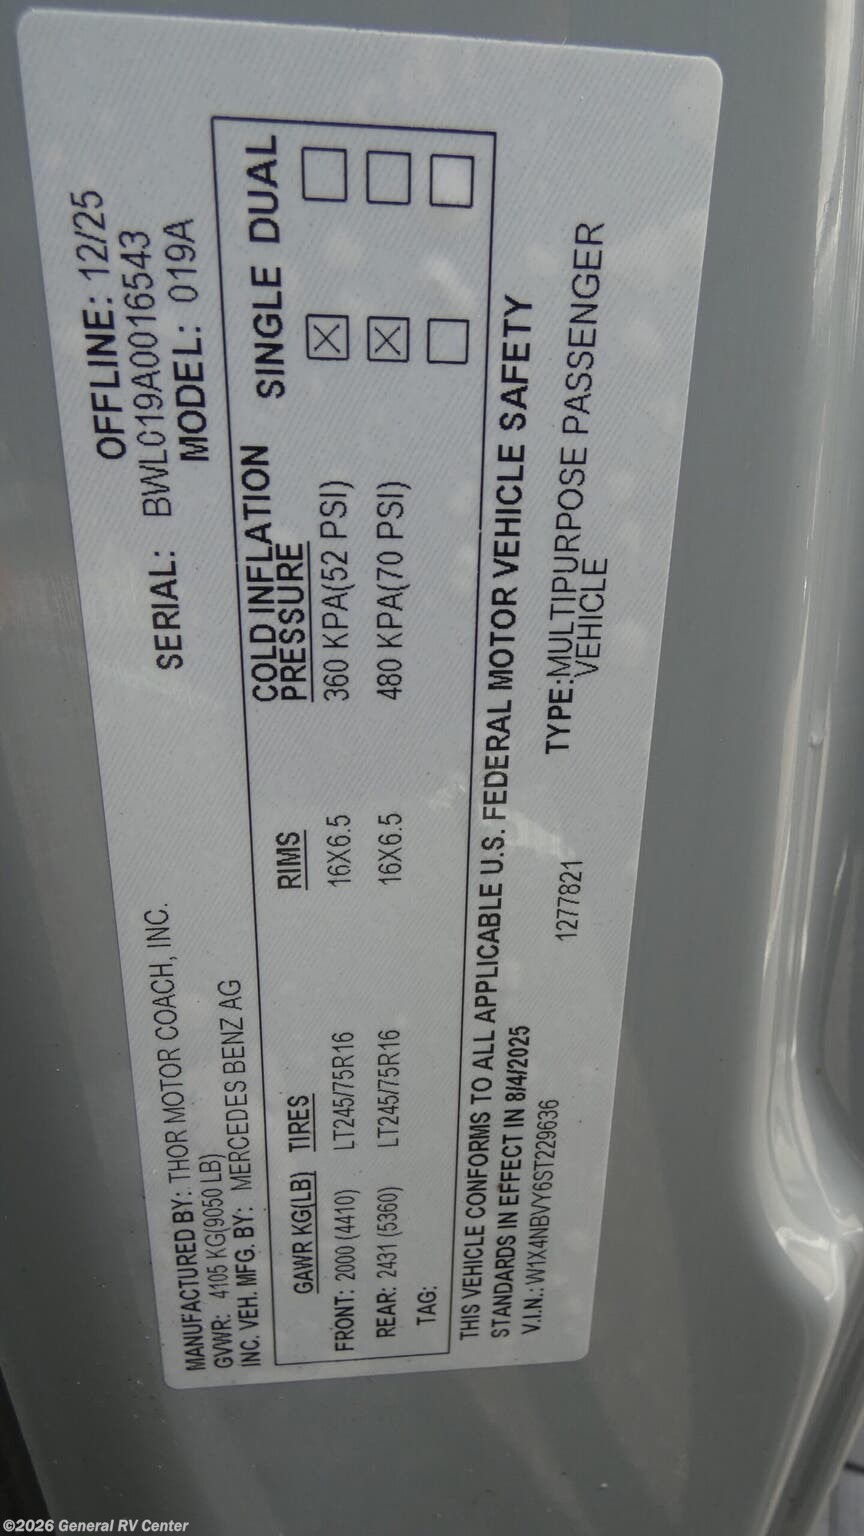 OFFLINE: 12/25
SERIAL: BWL019A0016543
MODEL: 019A
MANUFACTURED BY: THOR MOTOR COACH, INC.
GVWR: 4105 KG(9050 LB)
INC. VEH. MFG. BY: MERCEDES BENZ AG
GAWR KG(LB) TIRES RIMS COLD INFLATION PRESSURE SINGLE DUAL
FRONT: 2000 (4410) LT245/75R16 16X6.5 360 KPA(52 PSI)
REAR: 2431 (5360) LT245/75R16 16X6.5 480 KPA(70 PSI)
TAG:
THIS VEHICLE CONFORMS TO ALL APPLICABLE U.S. FEDERAL MOTOR VEHICLE SAFETY
STANDARDS IN EFFECT IN 8/4/2025
V.I.N.: W1X4NBVY6ST229636 1277821 TYPE: MULTIPURPOSE PASSENGER
VEHICLE
©2026 General RV Center